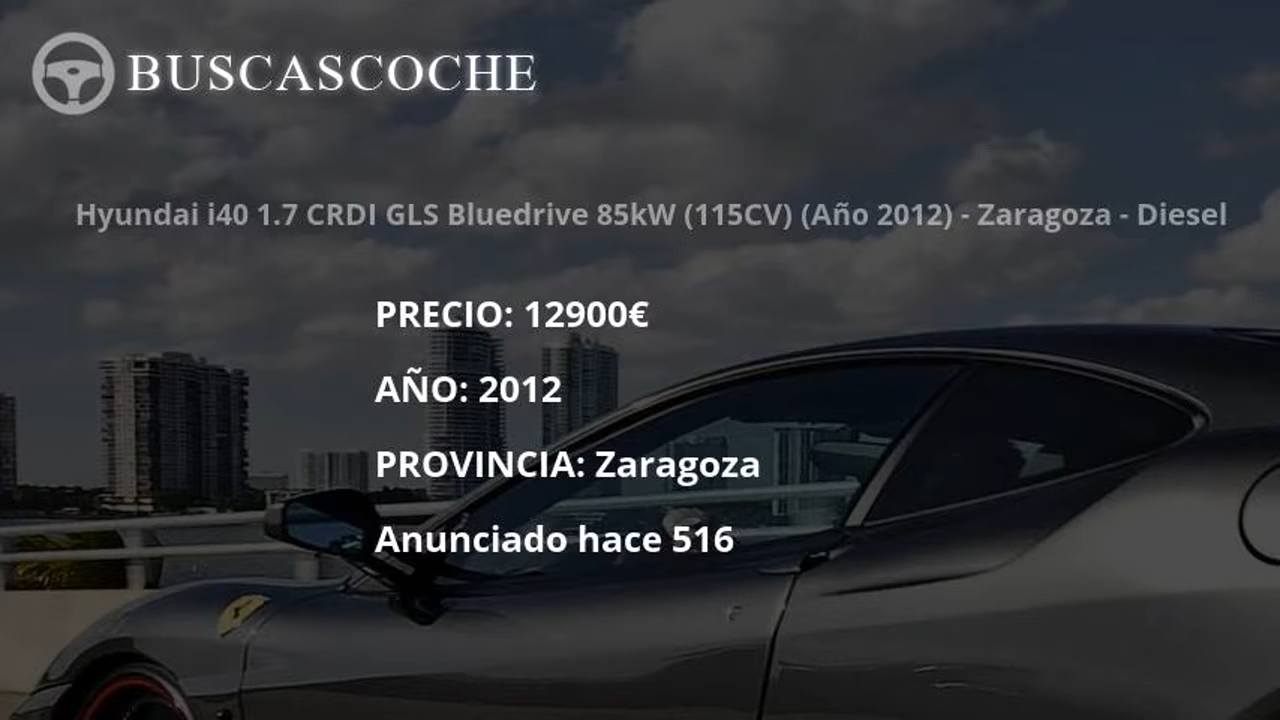 BUSCASCOCHE
Hyundai i40 1.7 CRDI GLS Bluedrive 85kW (115CV) (Año 2012) - Zaragoza - Diesel
PRECIO: 12900€
AÑO: 2012
PROVINCIA: Zaragoza
Anunciado hace 516